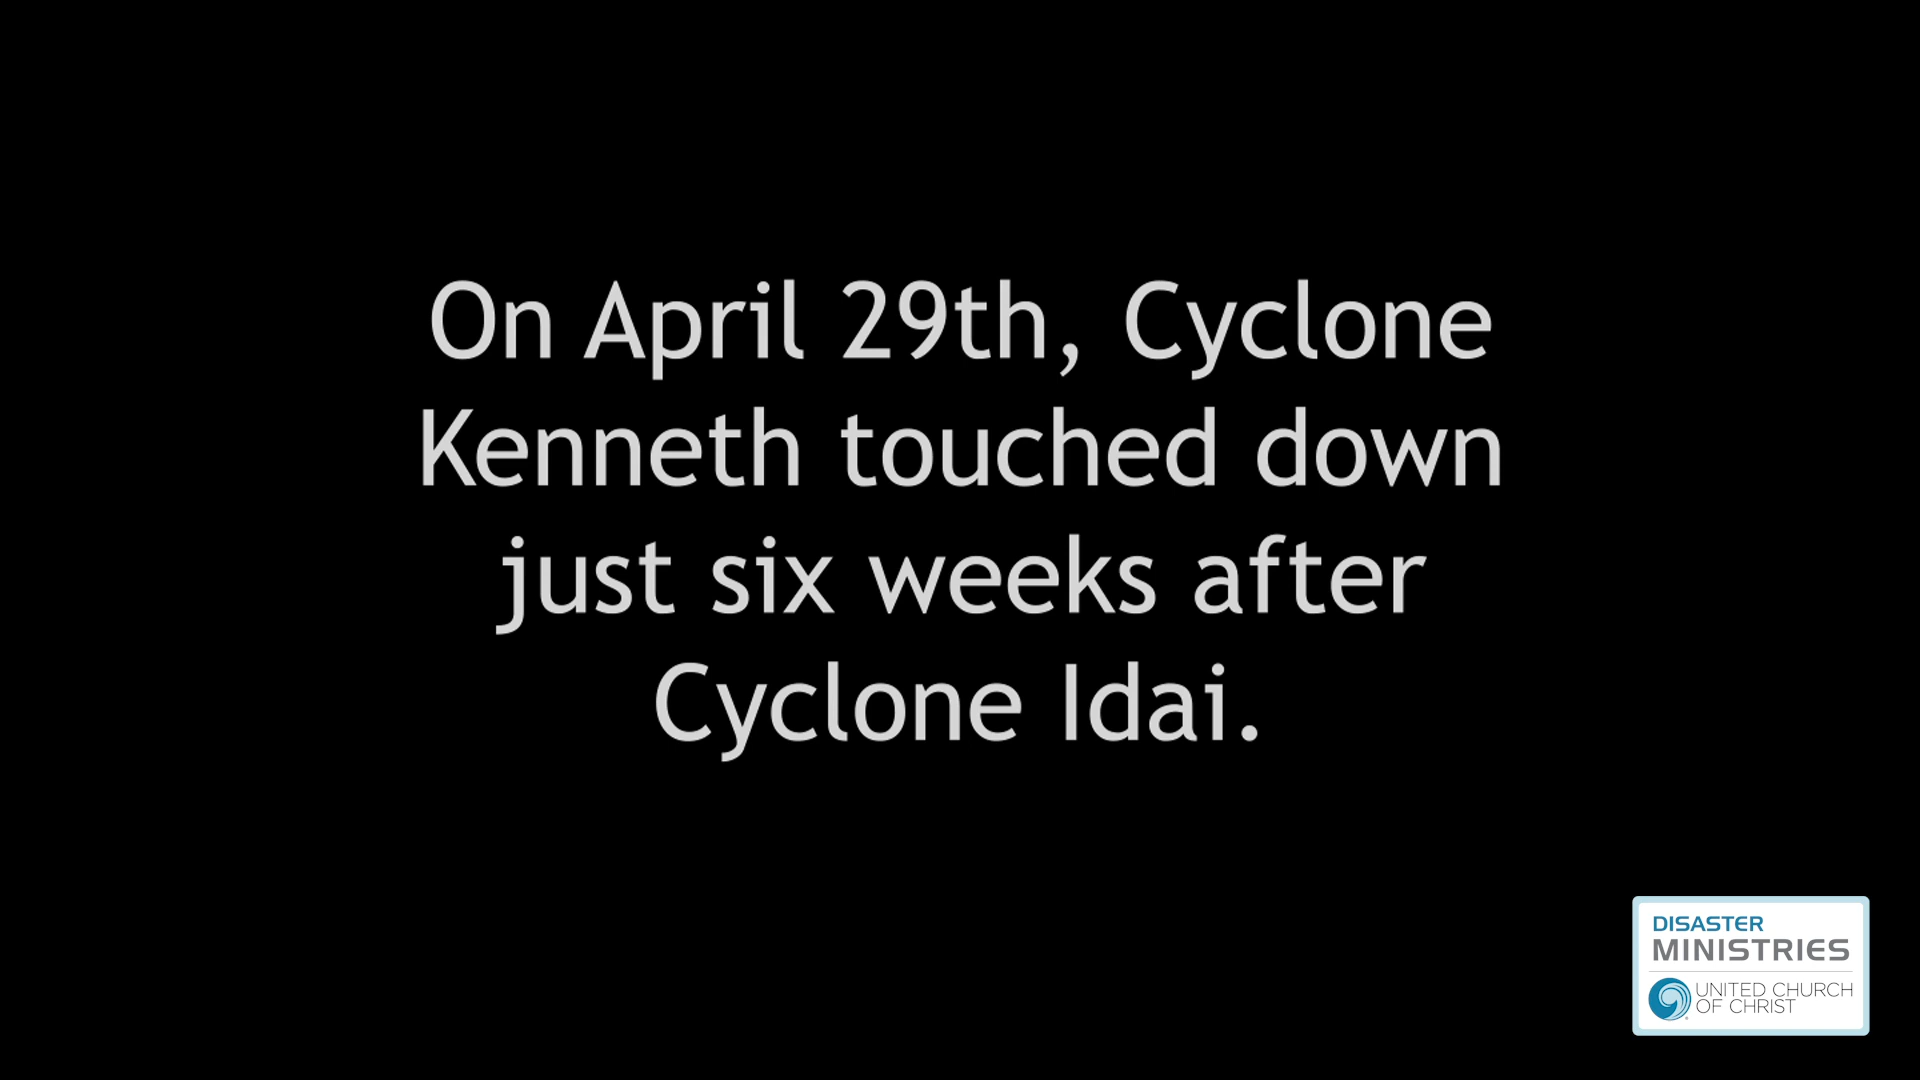 On April 29th, Cyclone
Kenneth touched down
just six weeks after
Cyclone Idai.
DISASTER
MINISTRIES
UNITED CHURCH
OF CHRIST